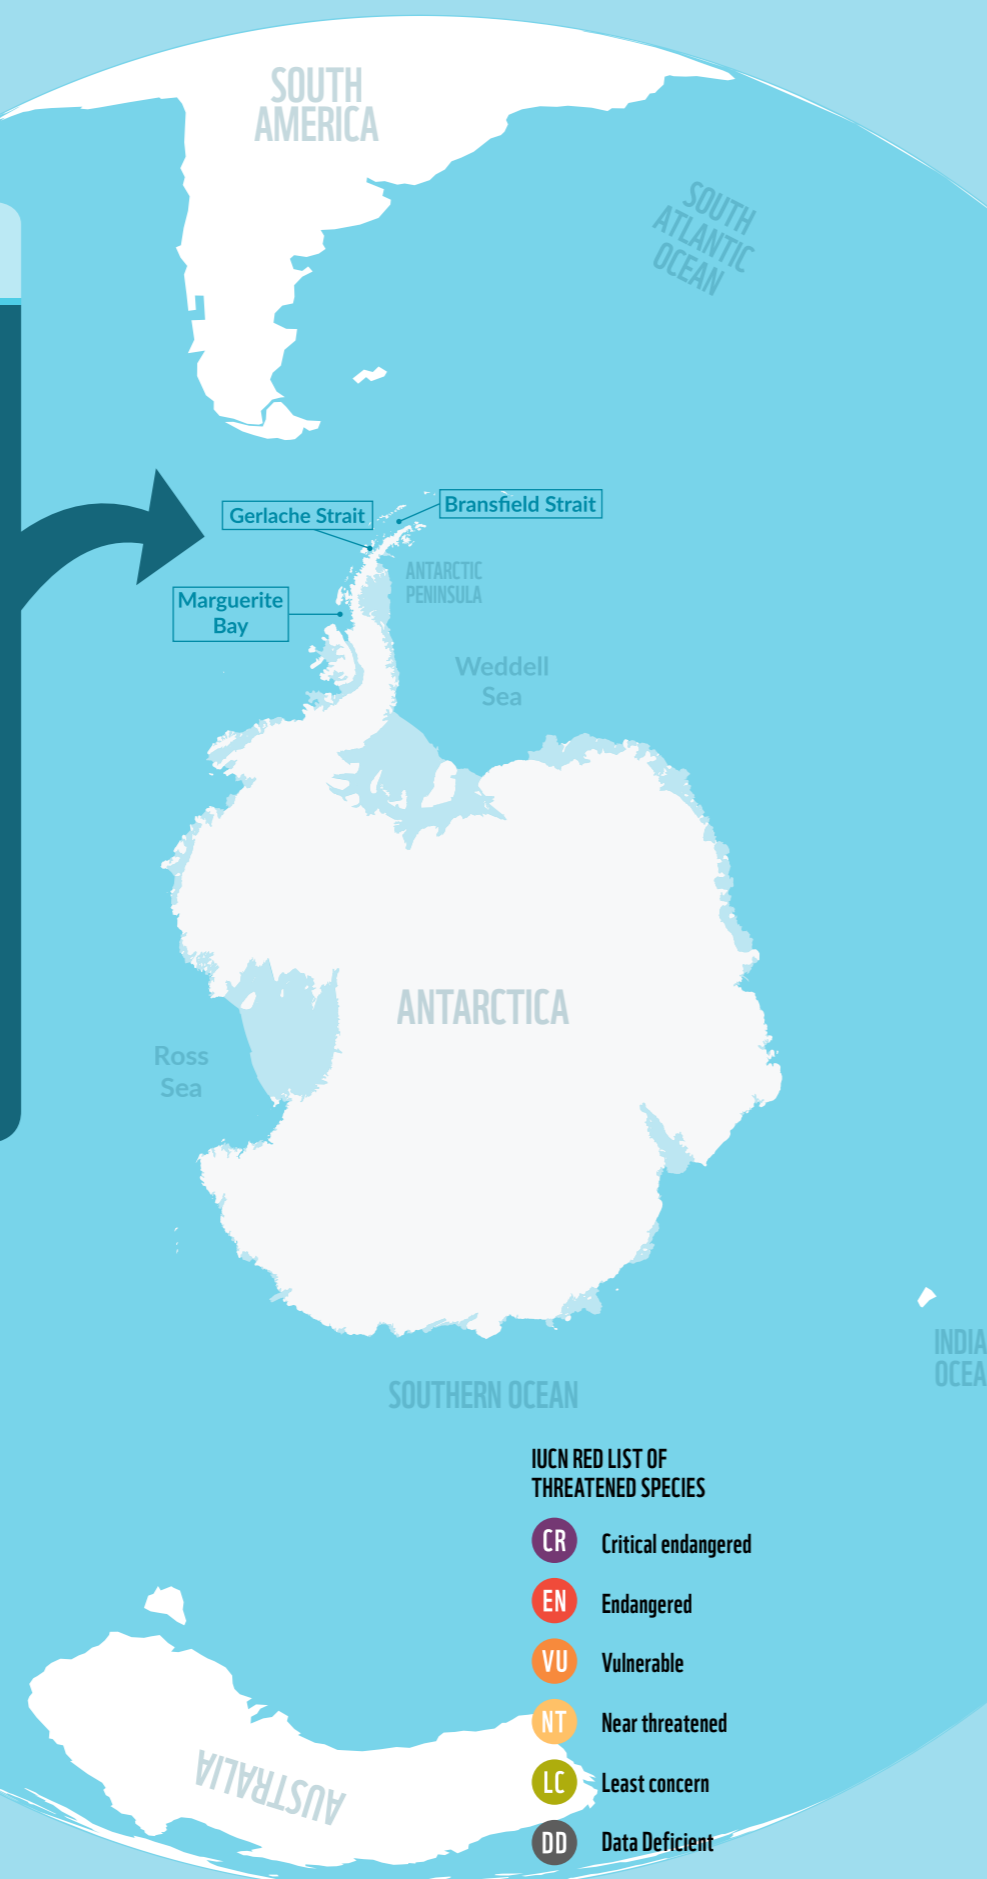 SOUTH
AMERICA
SOUTH
ATLANTIC
OCEAN
Gerlache Strait
Bransfield Strait
ANTARCTIC
PENINSULA
Marguerite
Bay
Weddell
Sea
ANTARCTICA
Ross
Sea
INDIA
OCEA
SOUTHERN OCEAN
IUCN RED LIST OF
THREATENED SPECIES
CR Critical endangered
EN Endangered
VU Vulnerable
NT Near threatened
LC Least concern
DD Data Deficient
AUSTRALIA